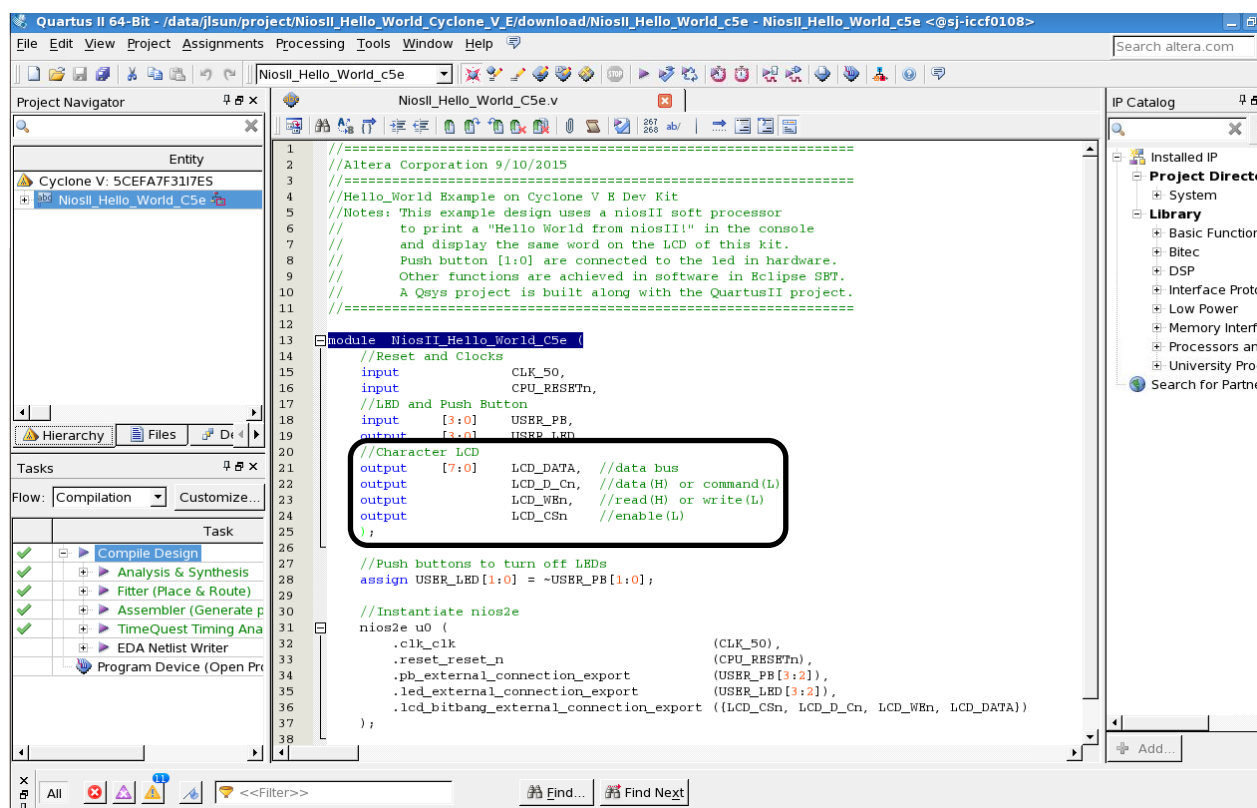 Quartus II 64-Bit - /data/jlsun/project/NiosII_Hello_World_Cyclone_V_E/download/NiosII_Hello_World_c5e - NiosII_Hello_World_c5e <@sj-iccf0108>
File Edit View Project Assignments Processing Tools Window Help
Search altera.com
NiosII_Hello_World_c5e
STOP
Project Navigator
Entity
Cyclone V: 5CEFA7F31I7ES
NiosII_Hello_World_C5e
Hierarchy Files De
Tasks
Flow: Compilation Customize...
Task
Compile Design
Analysis & Synthesis
Fitter (Place & Route)
Assembler (Generate p
TimeQuest Timing Ana
EDA Netlist Writer
Program Device (Open Pro
NiosII_Hello_World_C5e.v
267
268 ab/
1 //==============================================================
2 //Altera Corporation 9/10/2015
3 //==============================================================
4 //Hello_World Example on Cyclone V E Dev Kit
5 //Notes: This example design uses a niosII soft processor
6 // to print a "Hello World from niosII!" in the console
7 // and display the same word on the LCD of this kit.
8 // Push button [1:0] are connected to the led in hardware.
9 // Other functions are achieved in software in Eclipse SBT.
10 // A Qsys project is built along with the QuartusII project.
11 //==============================================================
12
13 module NiosII_Hello_World_C5e (
14 //Reset and Clocks
15 input CLK_50,
16 input CPU_RESETn,
17 //LED and Push Button
18 input [3:0] USER_PB,
19 output [3:0] USER_LED
20 //Character LCD
21 output [7:0] LCD_DATA, //data bus
22 output LCD_D_Cn, //data(H) or command(L)
23 output LCD_WEn, //read(H) or write(L)
24 output LCD_CSn //enable(L)
25 );
26
27 //Push buttons to turn off LEDs
28 assign USER_LED[1:0] = ~USER_PB[1:0];
29
30 //Instantiate nios2e
31 nios2e u0 (
32 .clk_clk (CLK_50),
33 .reset_reset_n (CPU_RESETn),
34 .pb_external_connection_export (USER_PB[3:2]),
35 .led_external_connection_export (USER_LED[3:2]),
36 .lcd_bitbang_external_connection_export ({LCD_CSn, LCD_D_Cn, LCD_WEn, LCD_DATA})
37 );
38
IP Catalog
Installed IP
Project Directo
System
Library
Basic Function
Bitec
DSP
Interface Proto
Low Power
Memory Interf
Processors an
University Pro
Search for Partne
Add...
All 11 <<Filter>> Find... Find Next